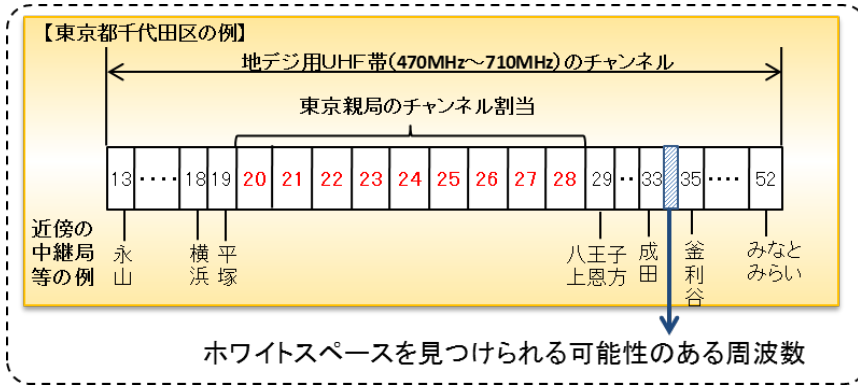 【東京都千代田区の例】
地デジ用UHF帯(470MHz～710MHz)のチャンネル
東京親局のチャンネル割当
13 ・・・・ 18 19 20 21 22 23 24 25 26 27 28 29 ・・ 33 35 ・・・・ 52
近傍の中継局等の例
永山
横浜
平塚
八王子上恩方
成田
釜利谷
みなとみらい
ホワイトスペースを見つけられる可能性のある周波数